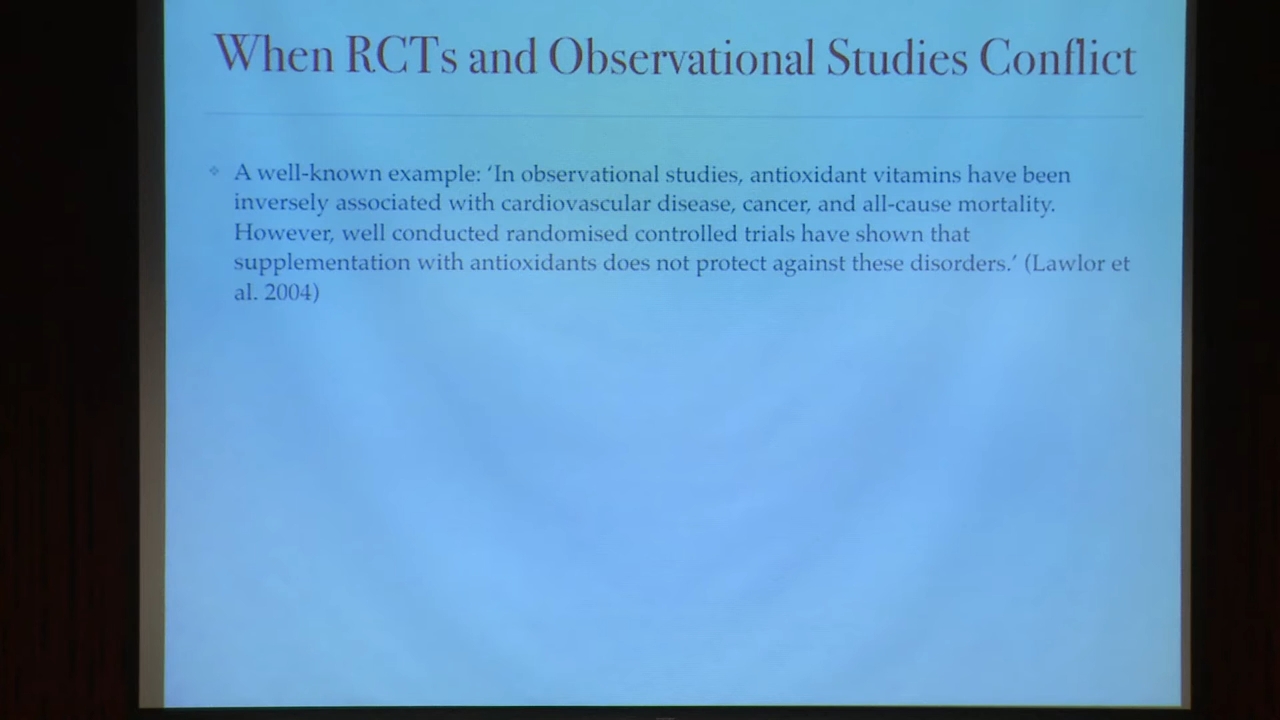 When RCTs and Observational Studies Conflict
A well-known example: ‘In observational studies, antioxidant vitamins have been
inversely associated with cardiovascular disease, cancer, and all-cause mortality.
However, well conducted randomised controlled trials have shown that
supplementation with antioxidants does not protect against these disorders.’ (Lawlor et
al. 2004)